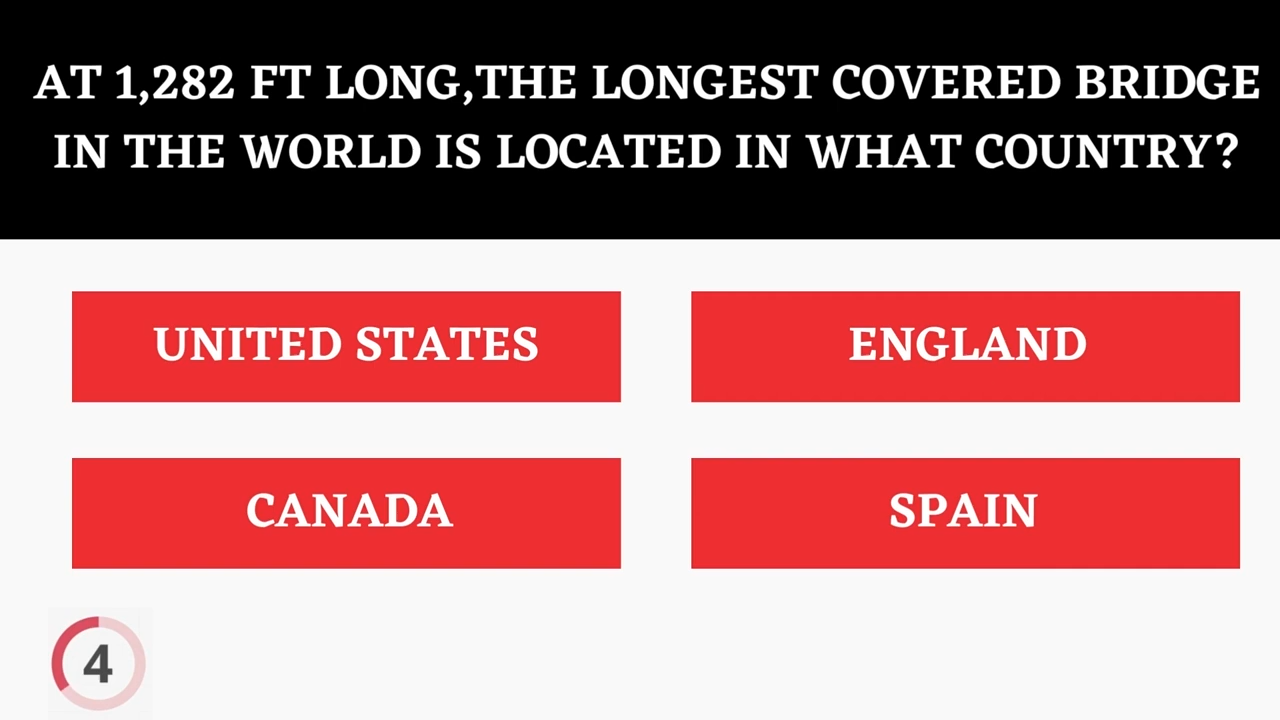 AT 1,282 FT LONG,THE LONGEST COVERED BRIDGE
IN THE WORLD IS LOCATED IN WHAT COUNTRY?
UNITED STATES
ENGLAND
CANADA
SPAIN
4